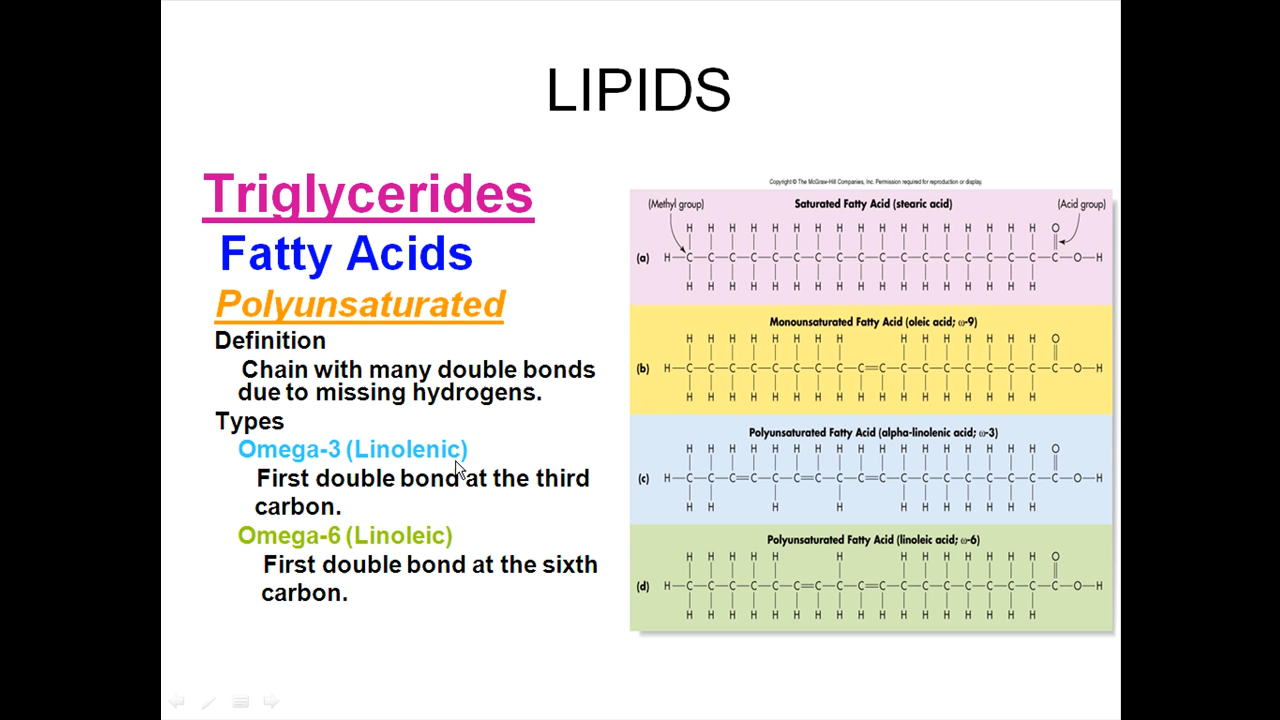 LIPIDS
Triglycerides
Fatty Acids
Polyunsaturated
Definition
Chain with many double bonds
due to missing hydrogens.
Types
Omega-3 (Linolenic)
First double bond at the third
carbon.
Omega-6 (Linoleic)
First double bond at the sixth
carbon.
Copyright © The McGraw-Hill Companies, Inc. Permission required for reproduction or display.
(Methyl group) Saturated Fatty Acid (stearic acid) (Acid group)
H H H H H H H H H H H H H H H H H O
(a) H—C—C—C—C—C—C—C—C—C—C—C—C—C—C—C—C—C—C—O—H
H H H H H H H H H H H H H H H H H
Monounsaturated Fatty Acid (oleic acid; ω-9)
H H H H H H H H H H H H H H H O
(b) H—C—C—C—C—C—C—C—C—C=C—C—C—C—C—C—C—C—C—O—H
H H H H H H H H H H H H H H H H H
Polyunsaturated Fatty Acid (alpha-linolenic acid; ω-3)
H H H H H H H H H H H H H H H H H O
(c) H—C—C—C=C—C—C=C—C—C=C—C—C—C—C—C—C—C—C—O—H
H H H H H H H H H H H
Polyunsaturated Fatty Acid (linoleic acid; ω-6)
H H H H H H H H H H H H H O
(d) H—C—C—C—C—C—C=C—C—C=C—C—C—C—C—C—C—C—C—O—H
H H H H H H H H H H H H H H H H H